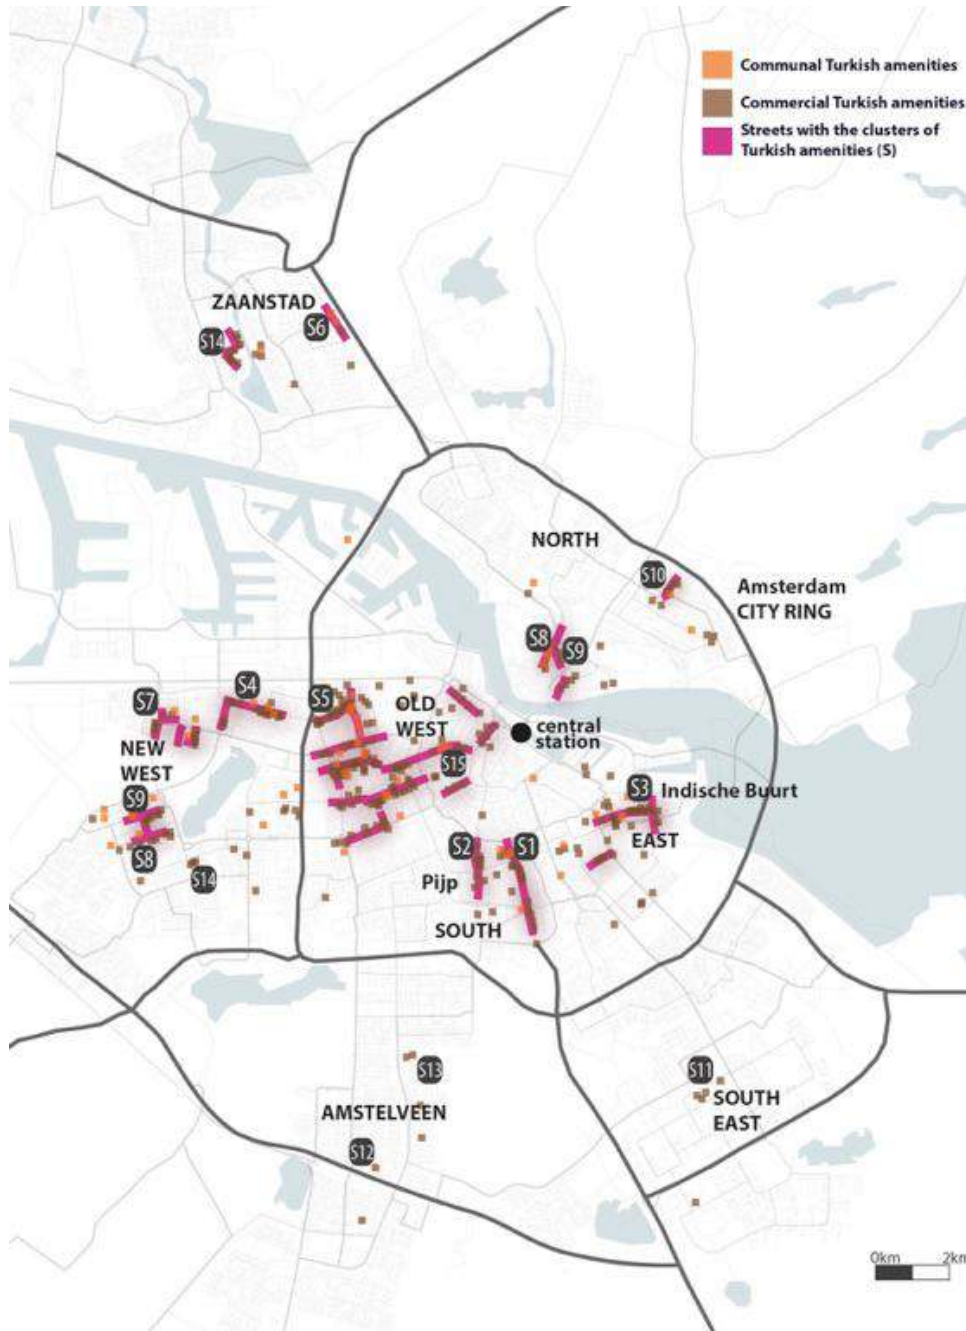 Communal Turkish amenities
Commercial Turkish amenities
Streets with the clusters of
Turkish amenities (S)
ZAANSTAD
S6
S14
NORTH
S10
Amsterdam
CITY RING
S8
S9
S4
S7
S5
OLD
WEST
central
station
NEW
WEST
S15
S3
Indische Buurt
S9
EAST
S8
S2
S1
S14
Pijp
SOUTH
S13
S11
SOUTH
EAST
AMSTELVEEN
S12
0km
2km